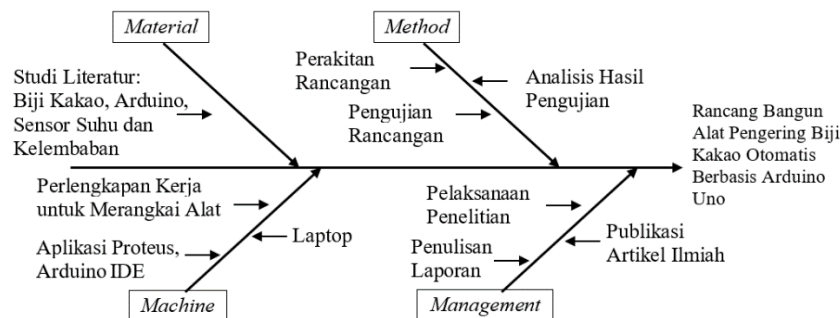 Material
Method
Studi Literatur:
Biji Kakao, Arduino,
Sensor Suhu dan
Kelembaban
Perakitan
Rancangan
Analisis Hasil
Pengujian
Pengujian
Rancangan
Rancang Bangun
Alat Pengering Biji
Kakao Otomatis
Berbasis Arduino
Uno
Perlengkapan Kerja
untuk Merangkai Alat
Laptop
Aplikasi Proteus,
Arduino IDE
Pelaksanaan
Penelitian
Publikasi
Artikel Ilmiah
Penulisan
Laporan
Machine
Management